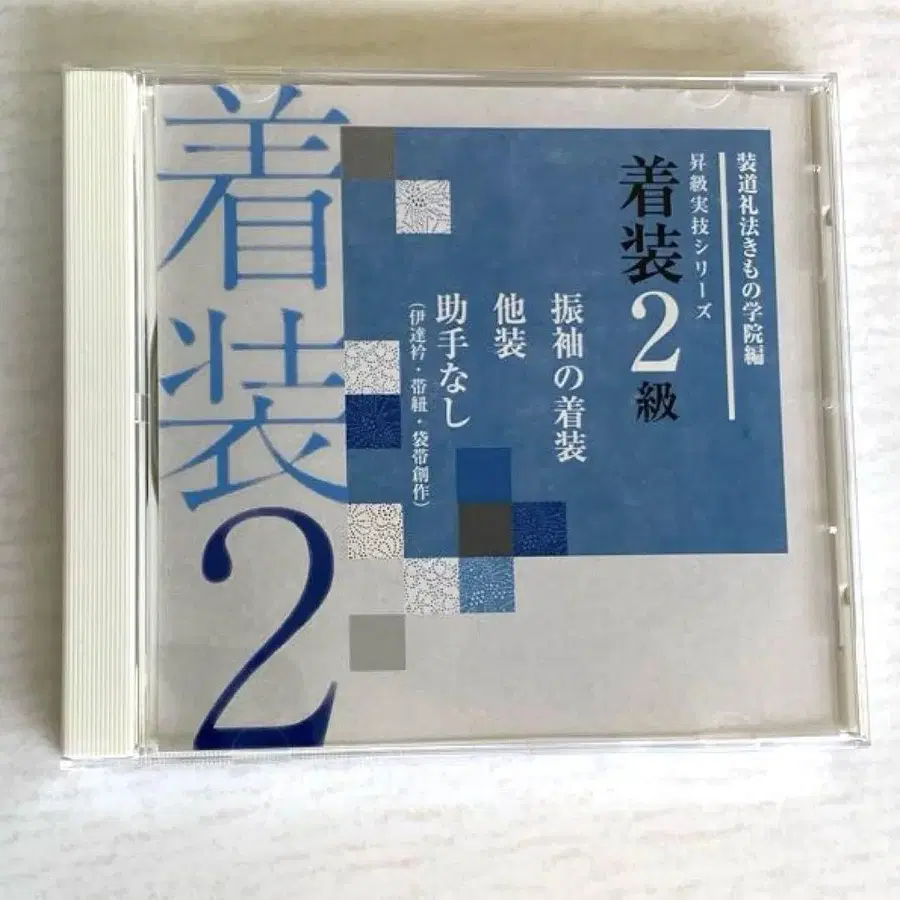 着装2
装道礼法きもの学院編
昇級実技シリーズ
着装2級
振袖の着装
他装
助手なし
(伊達衿・帯紐・袋帯創作)